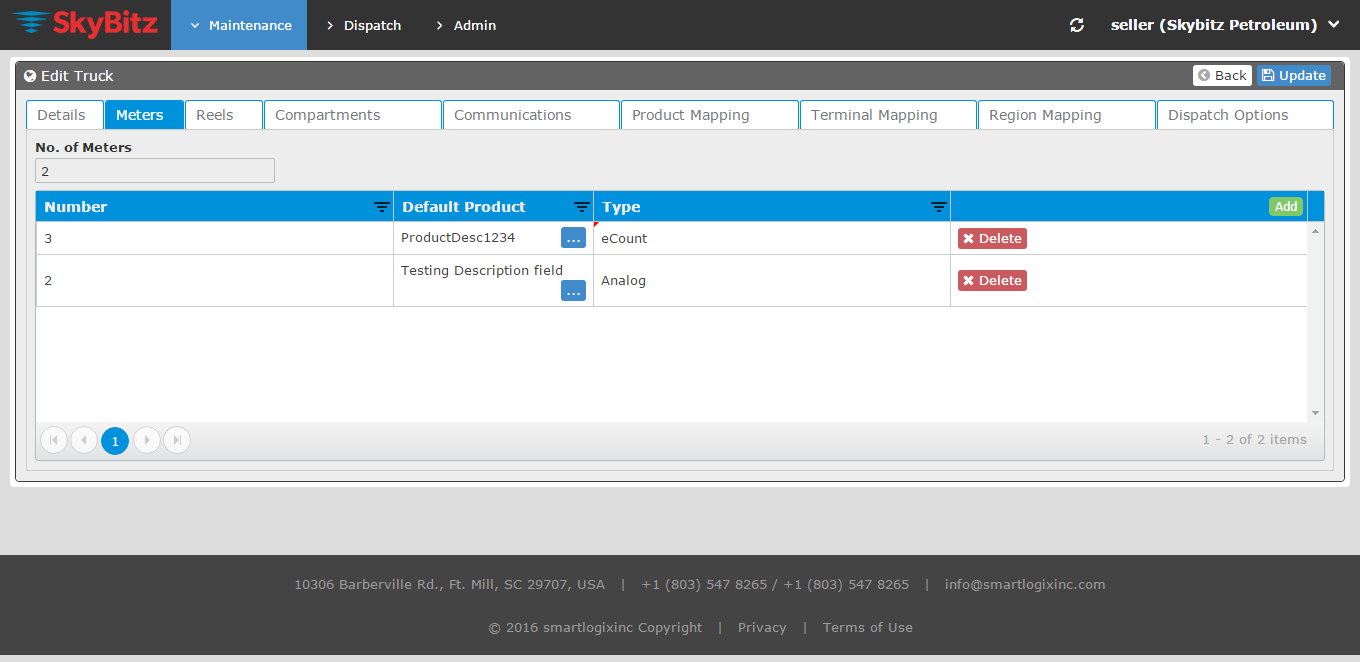 SkyBitz Maintenance Dispatch Admin seller (Skybitz Petroleum)
Edit Truck Back Update
Details Meters Reels Compartments Communications Product Mapping Terminal Mapping Region Mapping Dispatch Options
No. of Meters
2
Number Default Product Type Add
3 ProductDesc1234 ... eCount Delete
2 Testing Description field ... Analog Delete
1 1 - 2 of 2 items
10306 Barberville Rd., Ft. Mill, SC 29707, USA | +1 (803) 547 8265 / +1 (803) 547 8265 | info@smartlogixinc.com
© 2016 smartlogixinc Copyright | Privacy | Terms of Use